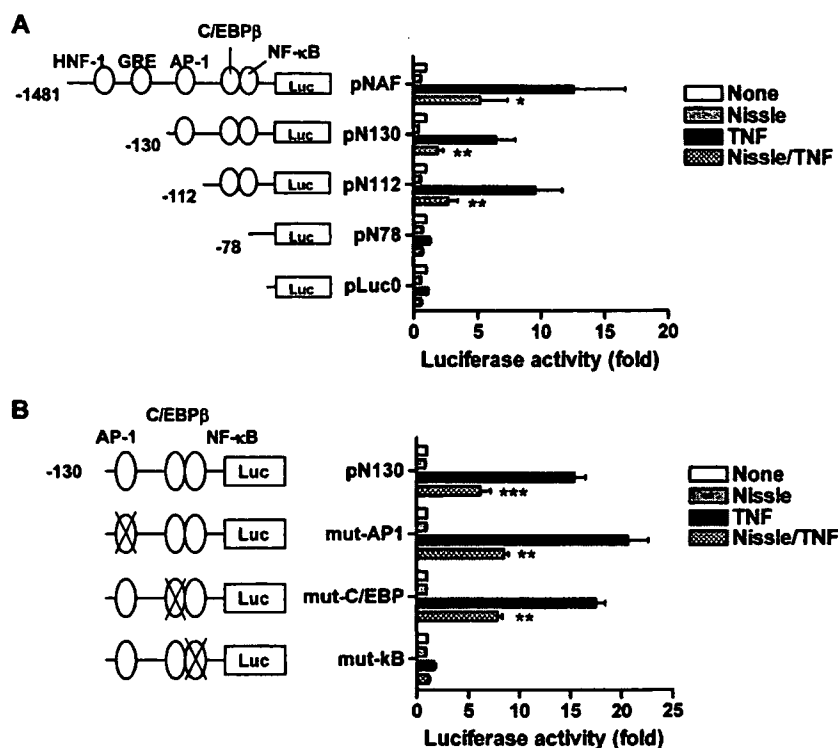 A
C/EBPβ
NF-κB
HNF-1 GRE AP-1
-1481 Luc pNAF
*
-130 Luc pN130
**
-112 Luc pN112
**
-78 Luc pN78
Luc pLuc0
None
Nissle
TNF
Nissle/TNF
0 5 10 15 20
Luciferase activity (fold)
B
C/EBPβ
AP-1 NF-κB
-130 Luc pN130
***
Luc mut-AP1
**
Luc mut-C/EBP
**
Luc mut-kB
None
Nissle
TNF
Nissle/TNF
0 5 10 15 20 25
Luciferase activity (fold)